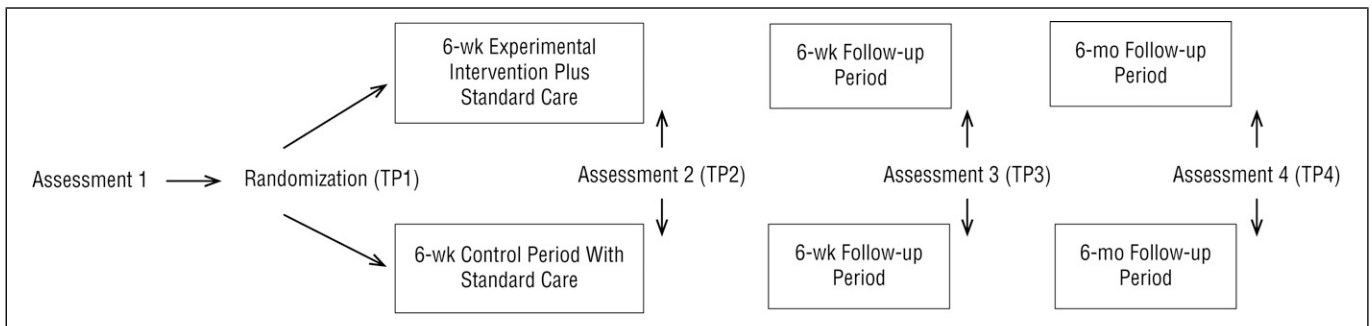 6-wk Experimental
Intervention Plus
Standard Care
6-wk Follow-up
Period
6-mo Follow-up
Period
Assessment 1
Randomization (TP1)
Assessment 2 (TP2)
Assessment 3 (TP3)
Assessment 4 (TP4)
6-wk Control Period With
Standard Care
6-wk Follow-up
Period
6-mo Follow-up
Period